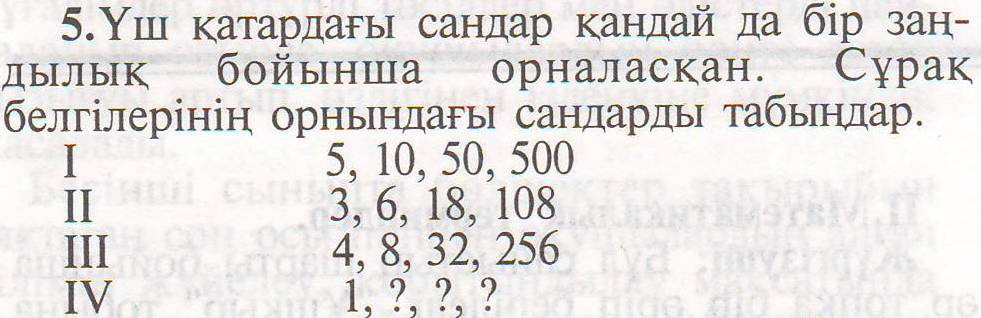 5.Үш қатардағы сандар қандай да бір заң-
дылық бойынша орналасқан. Сұрақ
белгілерінің орнындағы сандарды табыңдар.
I 5, 10, 50, 500
II 3, 6, 18, 108
III 4, 8, 32, 256
IV 1, ?, ?, ?